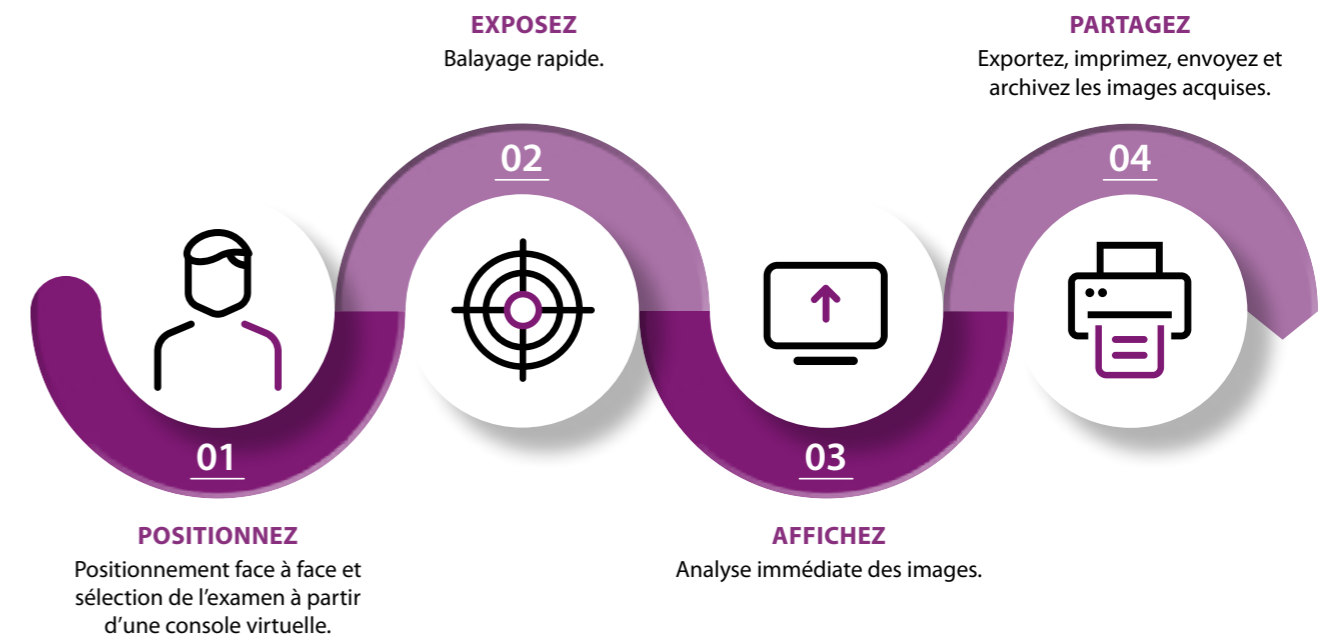 01
POSITIONNEZ
Positionnement face à face et
sélection de l’examen à partir
d’une console virtuelle.
EXPOSEZ
Balayage rapide.
02
03
AFFICHEZ
Analyse immédiate des images.
PARTAGEZ
Exportez, imprimez, envoyez et
archivez les images acquises.
04